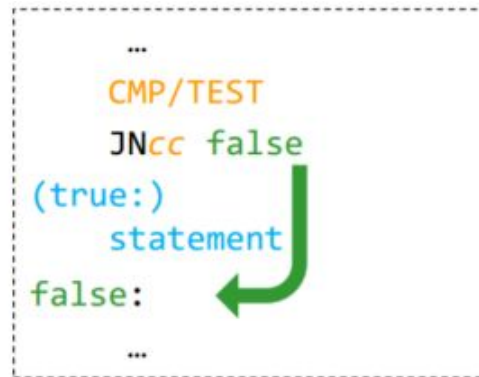 …
CMP/TEST
JNcc false
(true:)
statement
false:
…